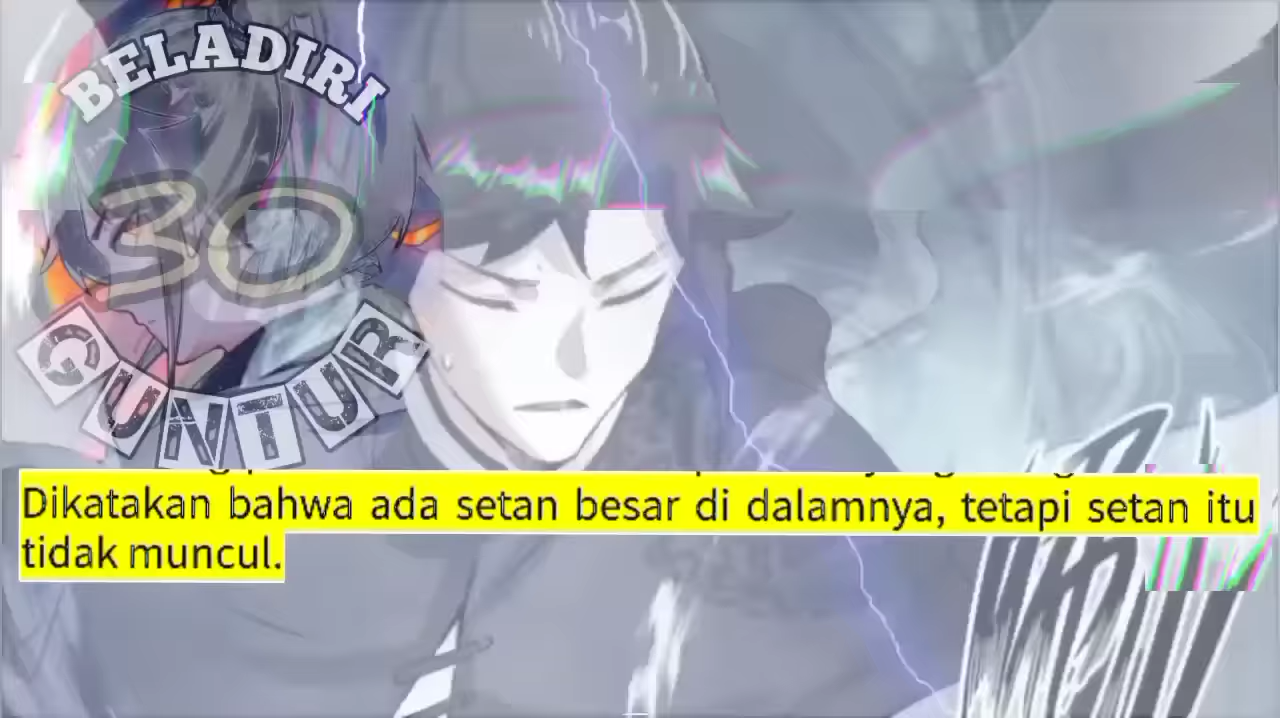 BELADIRI
30
GUNTUR
Dikatakan bahwa ada setan besar di dalamnya, tetapi setan itu
tidak muncul.